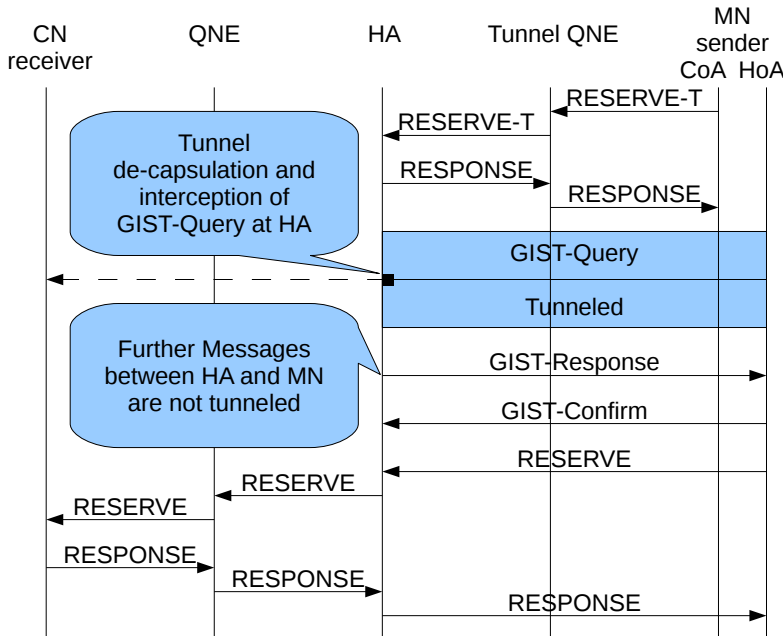 CN
receiver
QNE
HA
Tunnel QNE
MN
sender
CoA HoA
RESERVE-T
RESERVE-T
Tunnel
de-capsulation and
interception of
GIST-Query at HA
RESPONSE
RESPONSE
GIST-Query
Tunneled
Further Messages
between HA and MN
are not tunneled
GIST-Response
GIST-Confirm
RESERVE
RESERVE
RESERVE
RESPONSE
RESPONSE
RESPONSE